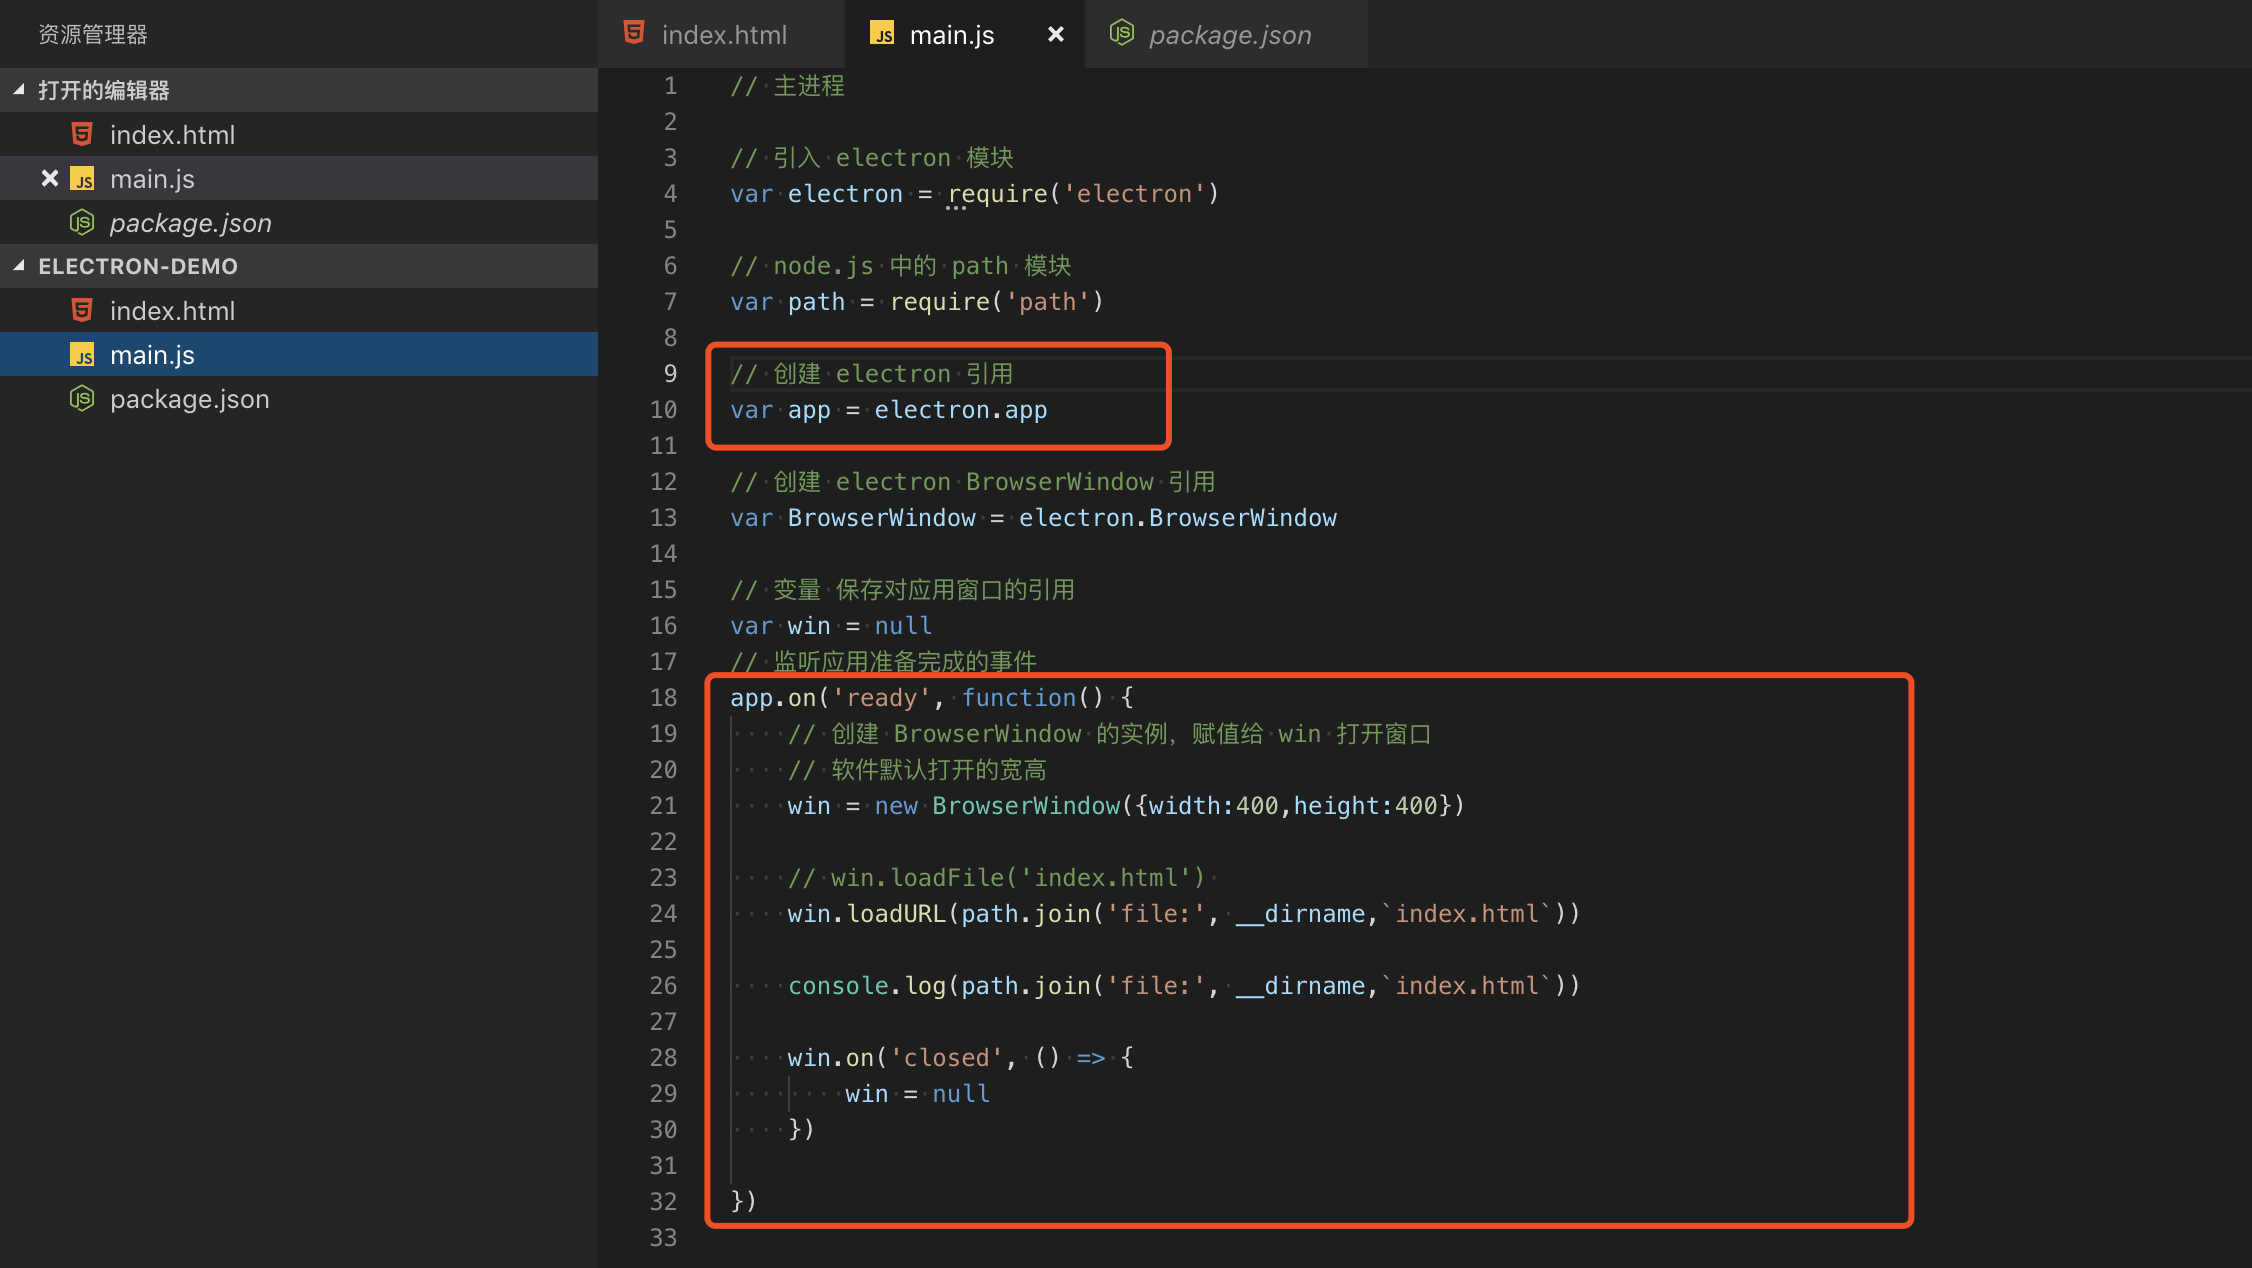 资源管理器
打开的编辑器
index.html
main.js
package.json
ELECTRON-DEMO
index.html
main.js
package.json
index.html
main.js
package.json
1 // 主进程
2
3 // 引入 electron 模块
4 var electron = require('electron')
5
6 // node.js 中的 path 模块
7 var path = require('path')
8
9 // 创建 electron 引用
10 var app = electron.app
11
12 // 创建 electron BrowserWindow 引用
13 var BrowserWindow = electron.BrowserWindow
14
15 // 变量 保存对应用窗口的引用
16 var win = null
17 // 监听应用准备完成的事件
18 app.on('ready', function() {
19 // 创建 BrowserWindow 的实例，赋值给 win 打开窗口
20 // 软件默认打开的宽高
21 win = new BrowserWindow({width:400,height:400})
22
23 // win.loadFile('index.html')
24 win.loadURL(path.join('file:', __dirname,`index.html`))
25
26 console.log(path.join('file:', __dirname,`index.html`))
27
28 win.on('closed', () => {
29 win = null
30 })
31
32 })
33